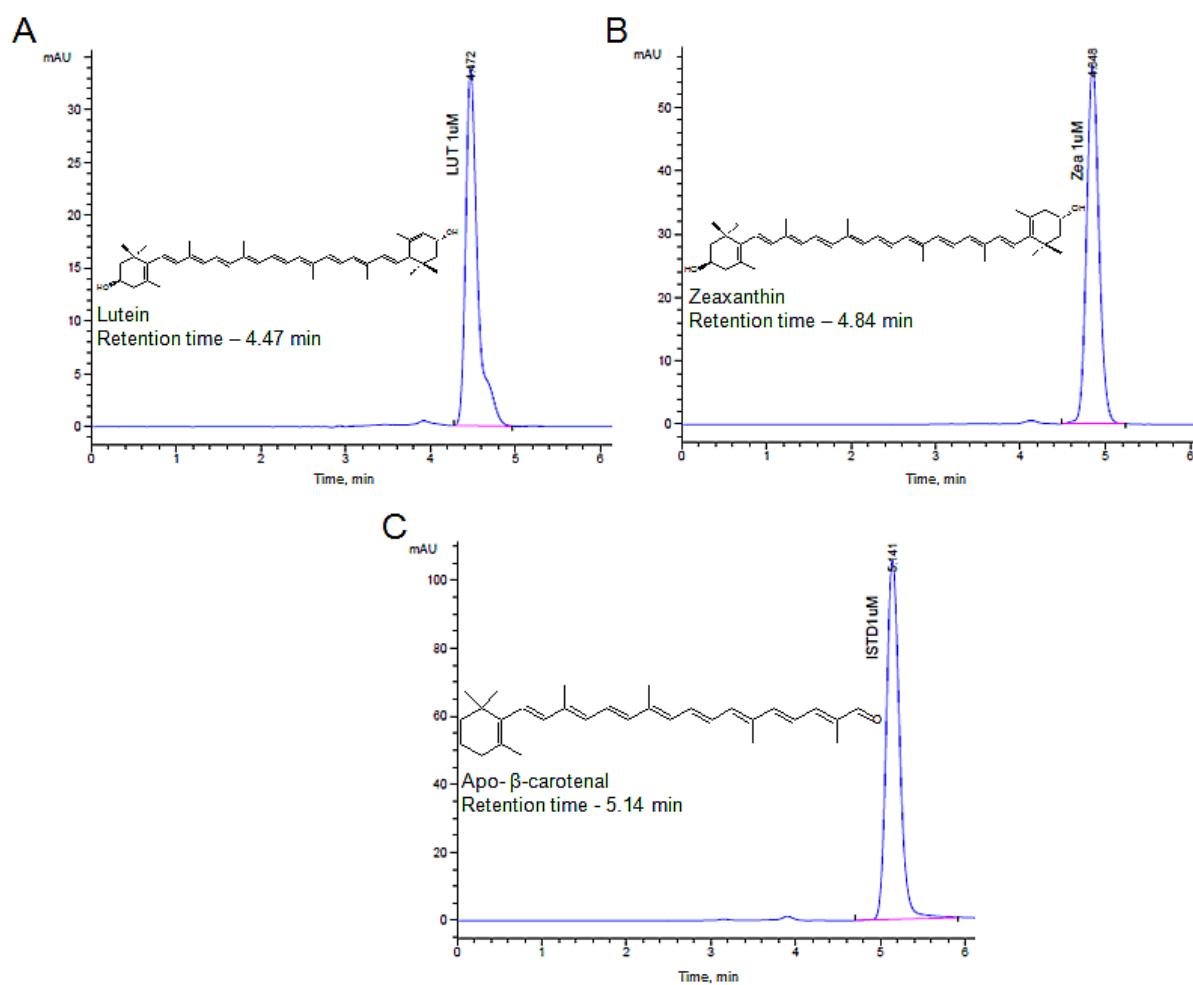 A
mAU
4.472
LUT 1uM
30
25
20
15
10
5
0
OH
HO
Lutein
Retention time – 4.47 min
0 1 2 3 4 5 6
Time, min
B
mAU
4.848
Zea 1uM
50
40
30
20
10
0
OH
HO
Zeaxanthin
Retention time – 4.84 min
0 1 2 3 4 5 6
Time, min
C
mAU
5.141
ISTD1uM
100
80
60
40
20
0
O
Apo- β-carotenal
Retention time - 5.14 min
0 1 2 3 4 5 6
Time, min